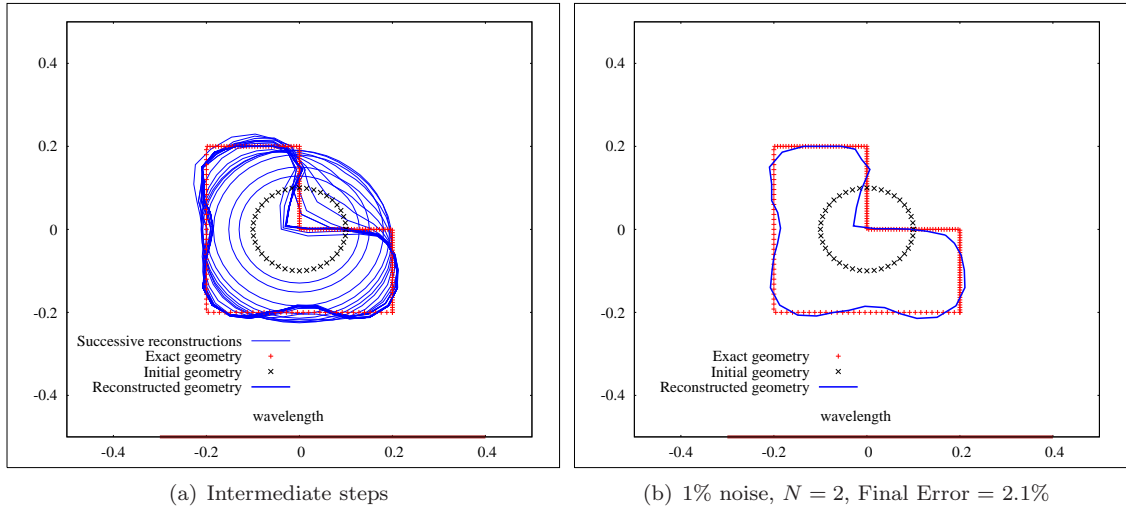 0.4
0.2
0
-0.2
-0.4
Successive reconstructions
Exact geometry
Initial geometry
Reconstructed geometry
wavelength
-0.4
-0.2
0
0.2
0.4
(a) Intermediate steps
0.4
0.2
0
-0.2
-0.4
Exact geometry
Initial geometry
Reconstructed geometry
wavelength
-0.4
-0.2
0
0.2
0.4
(b) 1% noise, N = 2, Final Error = 2.1%